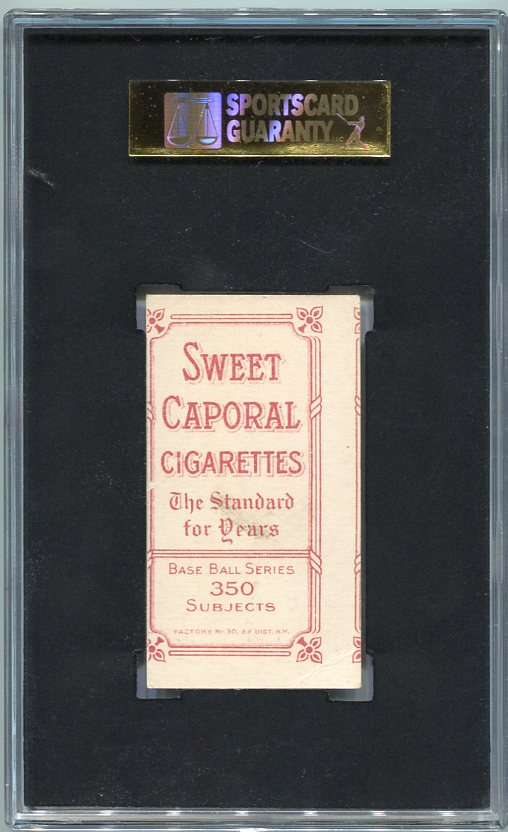 SPORTSCARD
GUARANTY
SWEET
CAPORAL
CIGARETTES
The Standard
for Years
BASE BALL SERIES
350
SUBJECTS
FACTORY No 30, 2d DIST. N.Y.